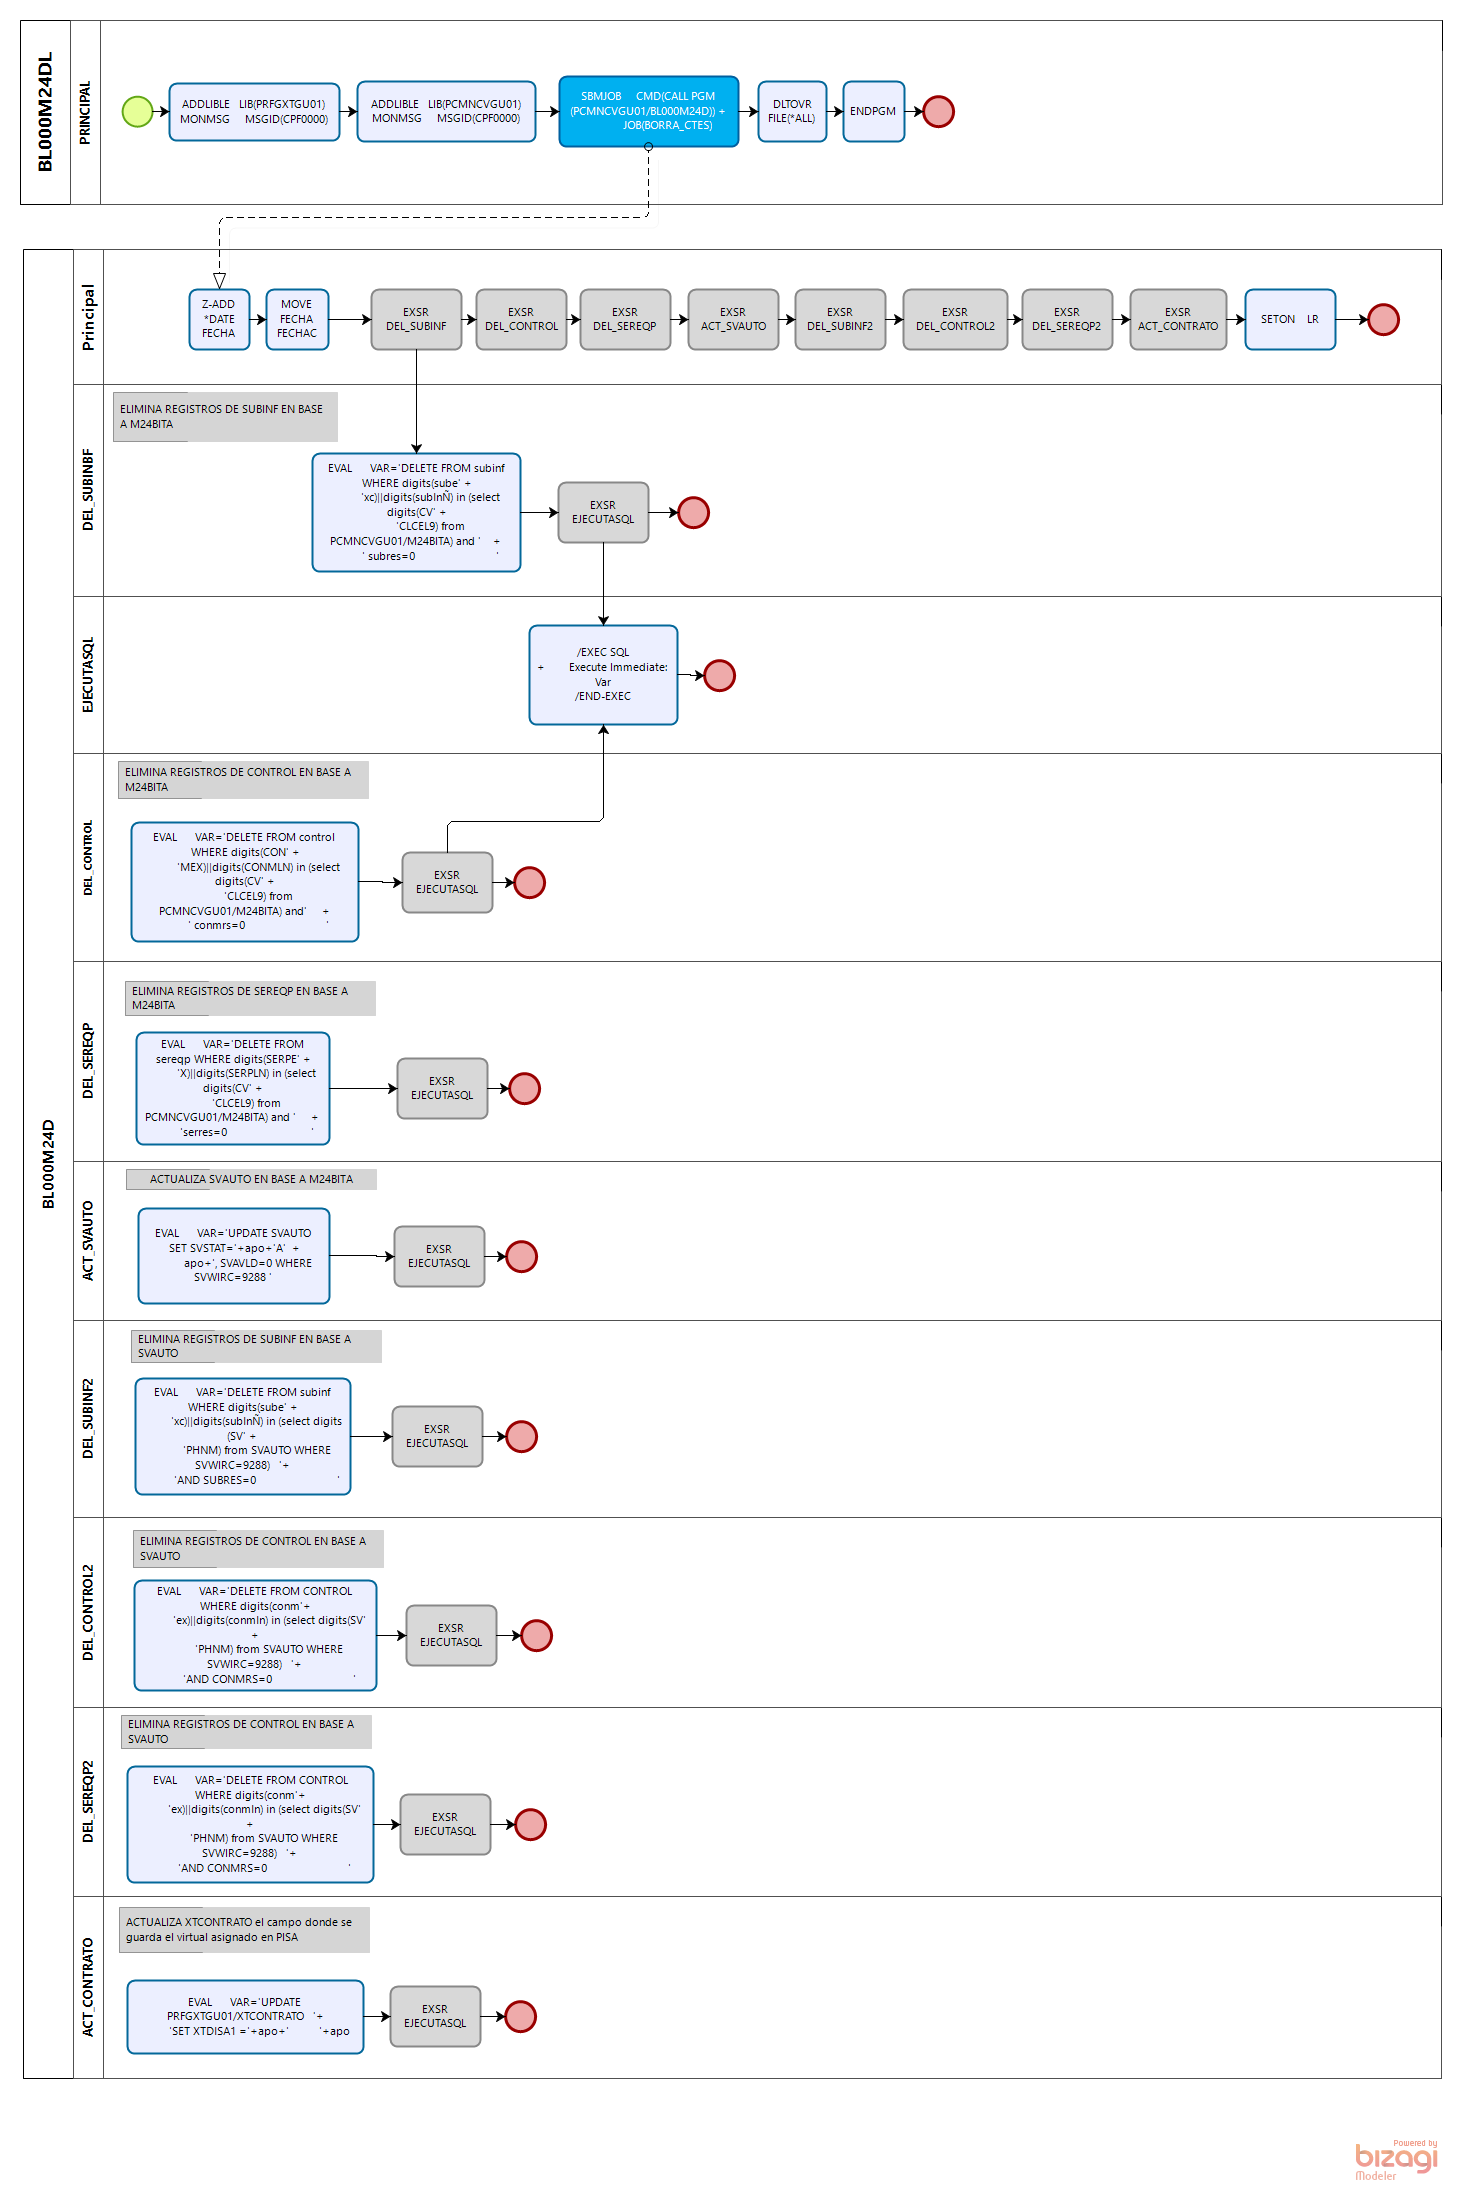 BL000M24DL
PRINCIPAL
ADDLIBLE LIB(PRFGXTGU01)
MONMSG MSGID(CPF0000)
ADDLIBLE LIB(PCMNCVGU01)
MONMSG MSGID(CPF0000)
SBMJOB CMD(CALL PGM
(PCMNCVGU01/BL000M24D)) +
JOB(BORRA_CTES)
DLTOVR
FILE(*ALL)
ENDPGM
BL000M24D
Principal
Z-ADD
*DATE
FECHA
MOVE
FECHA
FECHAC
EXSR
DEL_SUBINF
EXSR
DEL_CONTROL
EXSR
DEL_SEREQP
EXSR
ACT_SVAUTO
EXSR
DEL_SUBINF2
EXSR
DEL_CONTROL2
EXSR
DEL_SEREQP2
EXSR
ACT_CONTRATO
SETON LR
DEL_SUBINBF
ELIMINA REGISTROS DE SUBINF EN BASE
A M24BITA
EVAL VAR='DELETE FROM subinf
WHERE digits(sube' +
'xc)||digits(sublnÑ) in (select
digits(CV' +
'CLCEL9) from
PCMNCVGU01/M24BITA) and ' +
' subres=0 '
EXSR
EJECUTASQL
EJECUTASQL
/EXEC SQL
+ Execute Immediate:
Var
/END-EXEC
DEL_CONTROL
ELIMINA REGISTROS DE CONTROL EN BASE A
M24BITA
EVAL VAR='DELETE FROM control
WHERE digits(CON' +
'MEX)||digits(CONMLN) in (select
digits(CV' +
'CLCEL9) from
PCMNCVGU01/M24BITA) and' +
' conmrs=0 '
EXSR
EJECUTASQL
DEL_SEREQP
ELIMINA REGISTROS DE SEREQP EN BASE A
M24BITA
EVAL VAR='DELETE FROM
sereqp WHERE digits(SERPE' +
'X)||digits(SERPLN) in (select
digits(CV' +
'CLCEL9) from
PCMNCVGU01/M24BITA) and ' +
'serres=0 '
EXSR
EJECUTASQL
ACT_SVAUTO
ACTUALIZA SVAUTO EN BASE A M24BITA
EVAL VAR='UPDATE SVAUTO
SET SVSTAT='+apo+'A' +
apo+', SVAVLD=0 WHERE
SVWIRC=9288 '
EXSR
EJECUTASQL
DEL_SUBINF2
ELIMINA REGISTROS DE SUBINF EN BASE A
SVAUTO
EVAL VAR='DELETE FROM subinf
WHERE digits(sube' +
'xc)||digits(sublnÑ) in (select digits
(SV' +
'PHNM) from SVAUTO WHERE
SVWIRC=9288) '+
'AND SUBRES=0 '
EXSR
EJECUTASQL
DEL_CONTROL2
ELIMINA REGISTROS DE CONTROL EN BASE A
SVAUTO
EVAL VAR='DELETE FROM CONTROL
WHERE digits(conm'+
'ex)||digits(conmln) in (select digits(SV'
+
'PHNM) from SVAUTO WHERE
SVWIRC=9288) '+
'AND CONMRS=0 '
EXSR
EJECUTASQL
DEL_SEREQP2
ELIMINA REGISTROS DE CONTROL EN BASE A
SVAUTO
EVAL VAR='DELETE FROM CONTROL
WHERE digits(conm'+
'ex)||digits(conmln) in (select digits(SV'
+
'PHNM) from SVAUTO WHERE
SVWIRC=9288) '+
'AND CONMRS=0 '
EXSR
EJECUTASQL
ACT_CONTRATO
ACTUALIZA XTCONTRATO el campo donde se
guarda el virtual asignado en PISA
EVAL VAR='UPDATE
PRFGXTGU01/XTCONTRATO '+
'SET XTDISA1 ='+apo+' '+apo
EXSR
EJECUTASQL
Powered by
bizagi
Modeler